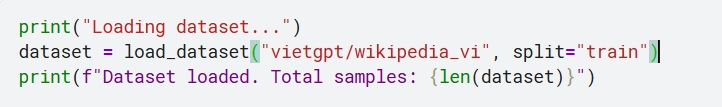 print("Loading dataset...")
dataset = load_dataset("vietgpt/wikipedia_vi", split="train")
print(f"Dataset loaded. Total samples: {len(dataset)}")